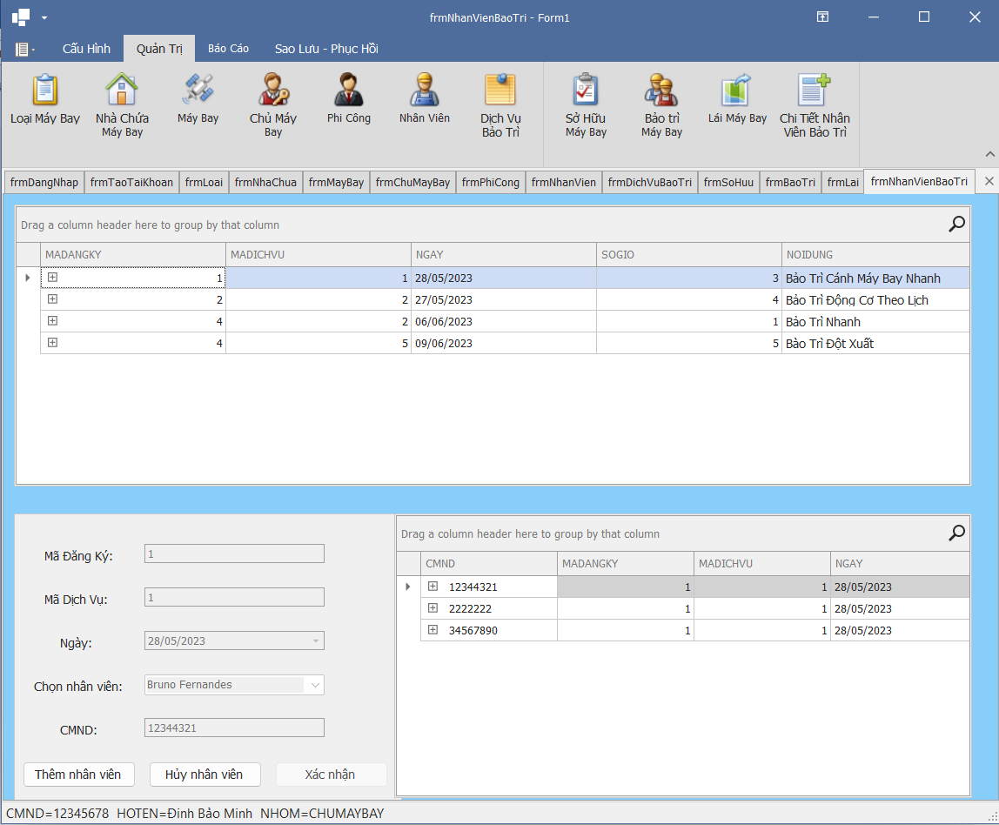 frmNhanVienBaoTri - Form1
Cấu Hình Quản Trị Báo Cáo Sao Lưu - Phục Hồi
Loại Máy Bay
Nhà Chứa
Máy Bay
Máy Bay
Chủ Máy
Bay
Phi Công
Nhân Viên
Dịch Vụ
Bảo Trì
Sở Hữu
Máy Bay
Bảo trì
Máy Bay
Lái Máy Bay
Chi Tiết Nhân
Viên Bảo Trì
frmDangNhap frmTaoTaiKhoan frmLoai frmNhaChua frmMayBay frmChuMayBay frmPhiCong frmNhanVien frmDichVuBaoTri frmSoHuu frmBaoTri frmLai frmNhanVienBaoTri
Drag a column header here to group by that column
MADANGKY MADICHVU NGAY SOGIO NOIDUNG
1 1 28/05/2023 3 Bảo Trì Cánh Máy Bay Nhanh
2 2 27/05/2023 4 Bảo Trì Động Cơ Theo Lịch
4 2 06/06/2023 1 Bảo Trì Nhanh
4 5 09/06/2023 5 Bảo Trì Đột Xuất
Mã Đăng Ký: 1
Mã Dịch Vụ: 1
Ngày: 28/05/2023
Chọn nhân viên: Bruno Fernandes
CMND: 12344321
Thêm nhân viên Hủy nhân viên Xác nhận
Drag a column header here to group by that column
CMND MADANGKY MADICHVU NGAY
12344321 1 1 28/05/2023
2222222 1 1 28/05/2023
34567890 1 1 28/05/2023
CMND=12345678 HOTEN=Đinh Bảo Minh NHOM=CHUMAYBAY